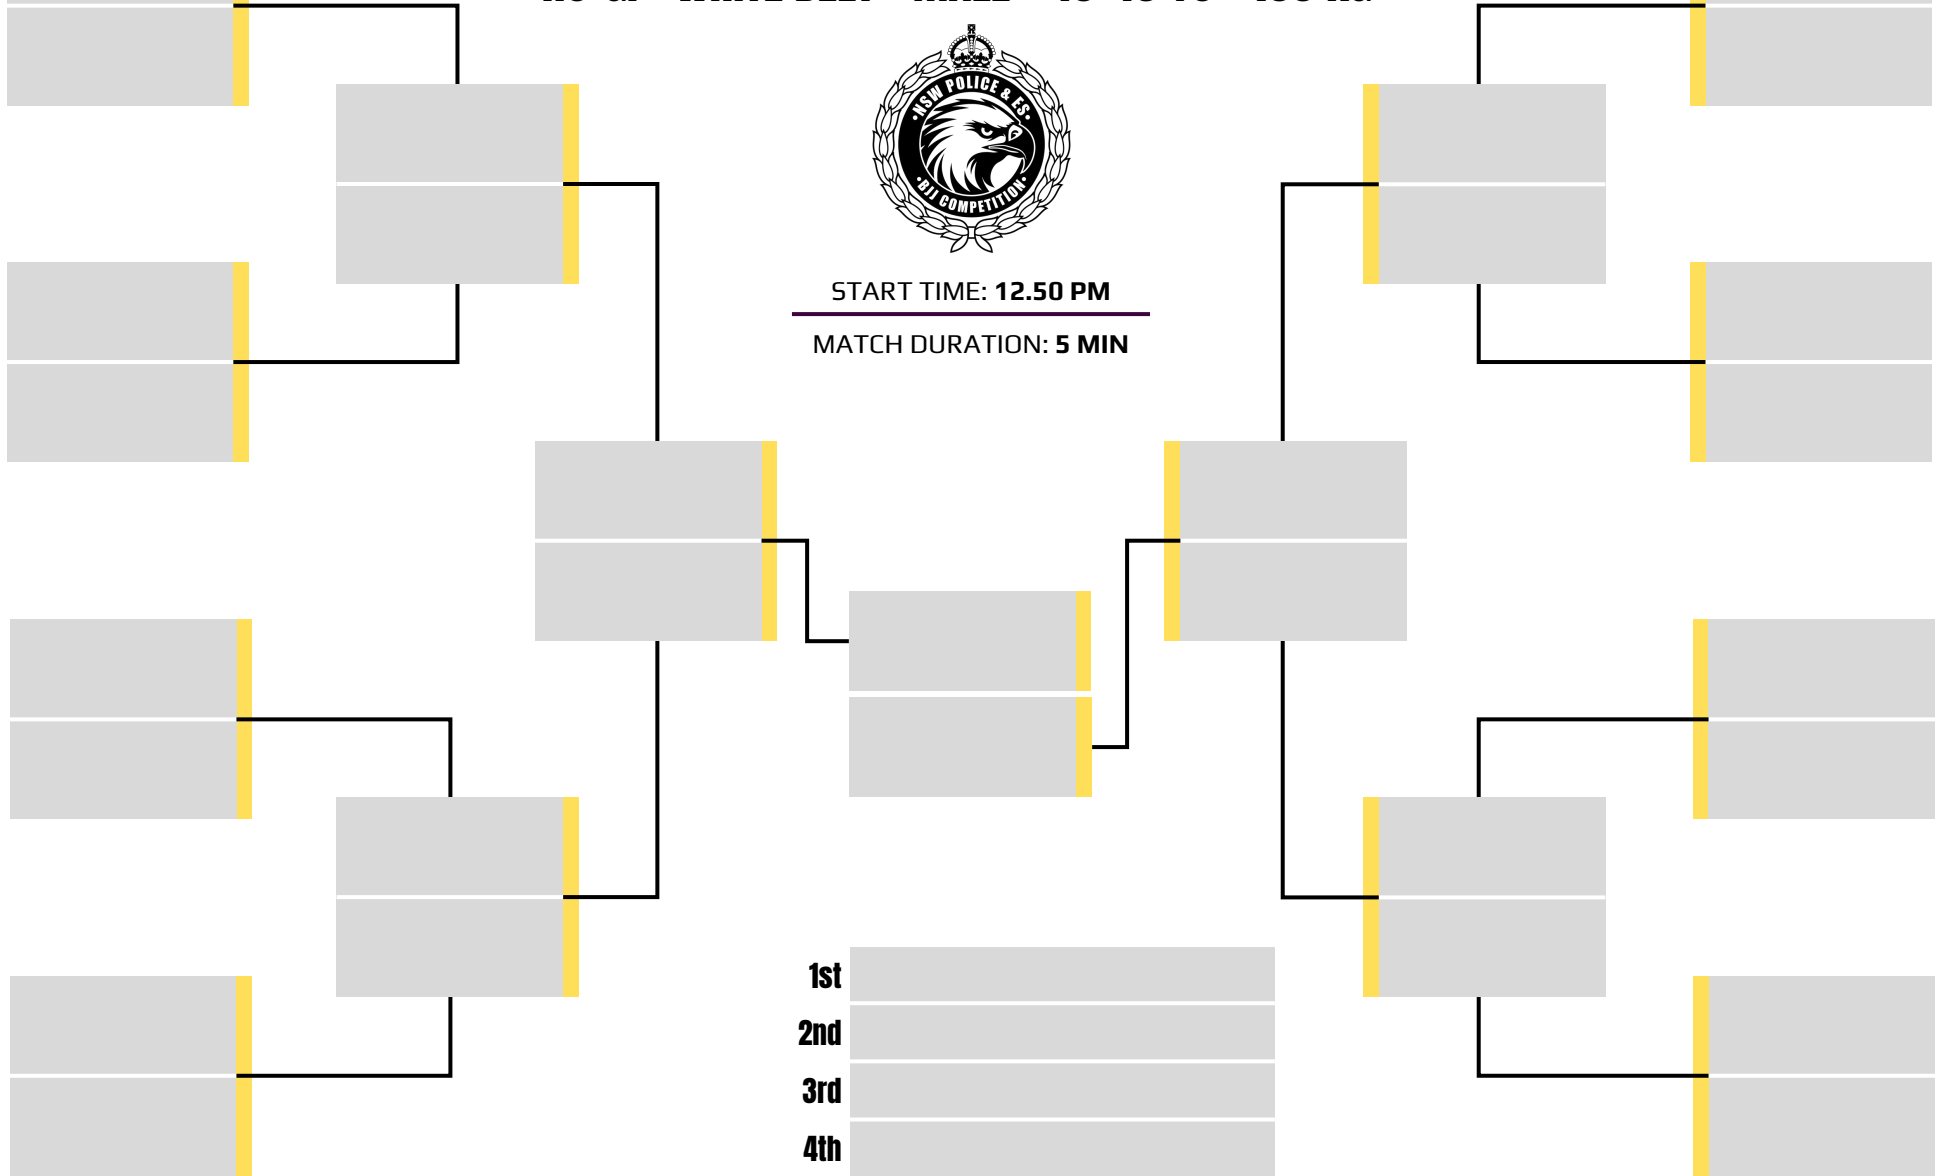 NSW POLICE & ES
BJJ COMPETITION
START TIME: 12.50 PM
MATCH DURATION: 5 MIN
1st
2nd
3rd
4th